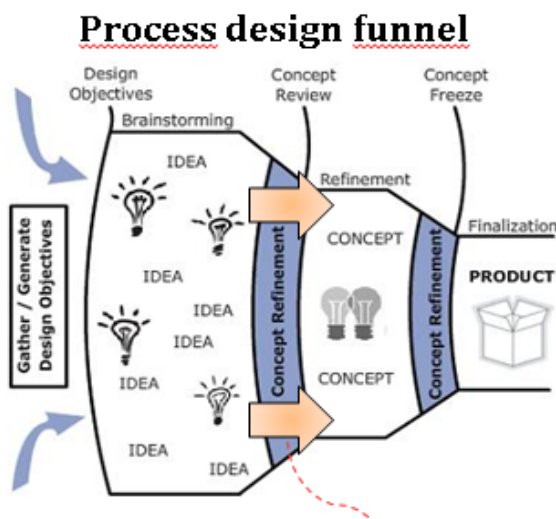 Process design funnel
Design
Objectives
Concept
Review
Concept
Freeze
Brainstorming
IDEA
Refinement
Finalization
Gather / Generate
Design Objectives
IDEA
IDEA
IDEA
IDEA
IDEA
IDEA
Concept Refinement
CONCEPT
CONCEPT
Concept Refinement
PRODUCT